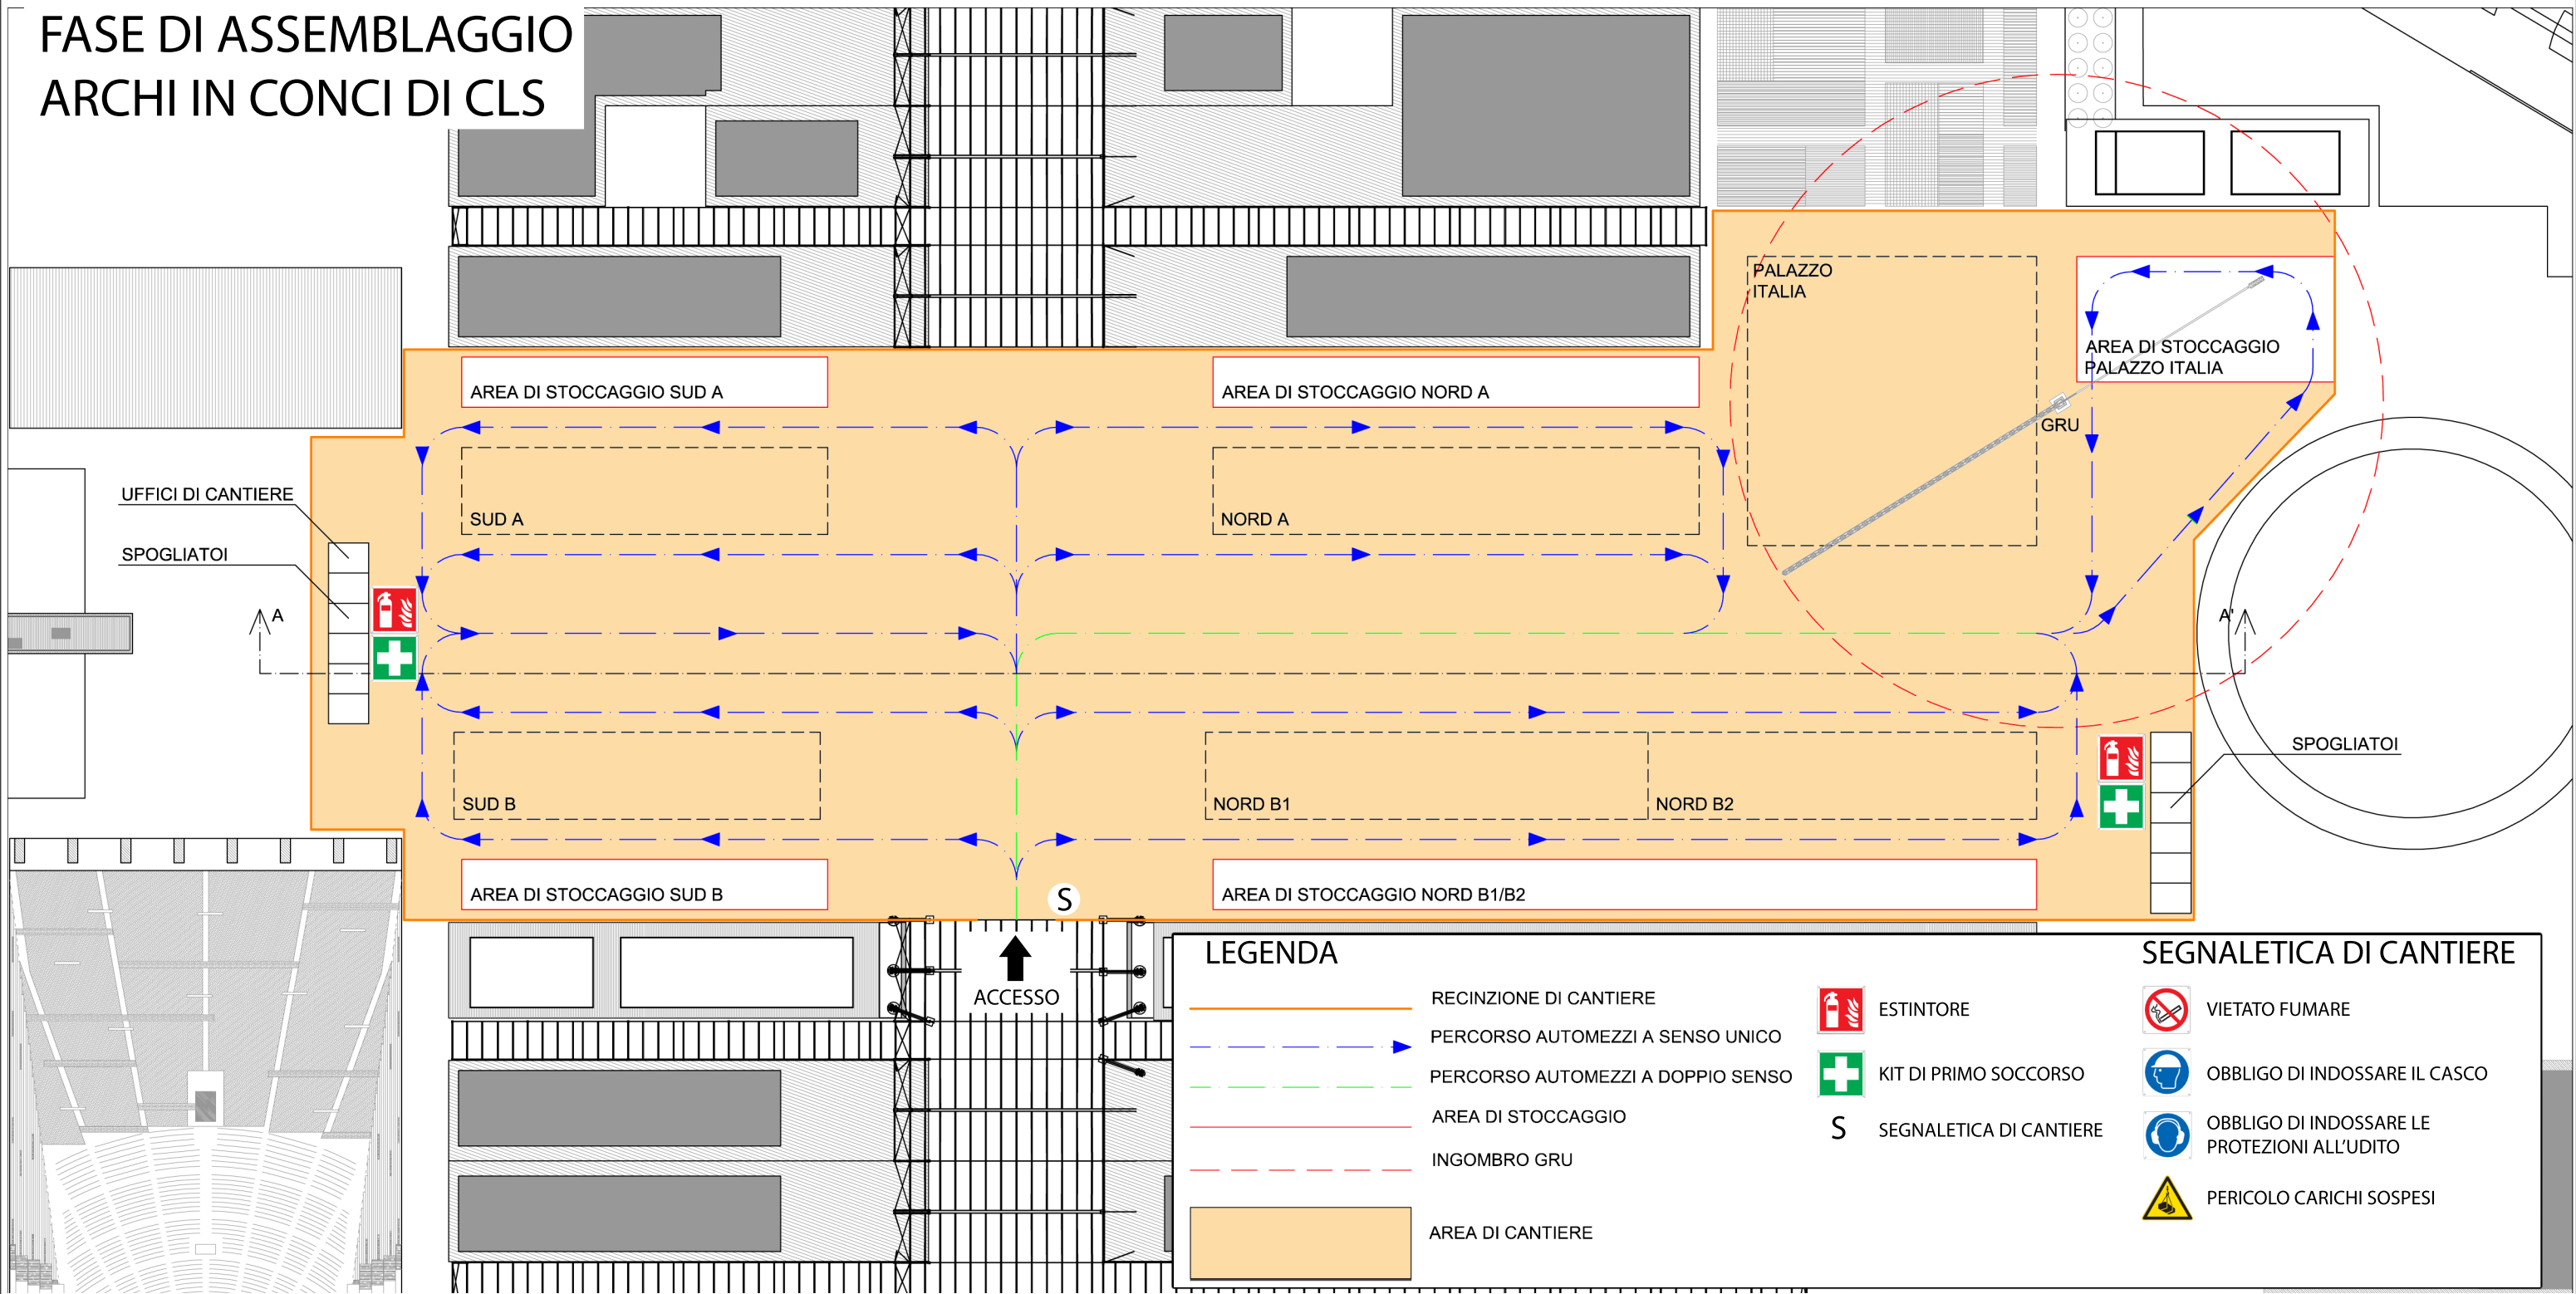 FASE DI ASSEMBLAGGIO
ARCHI IN CONCI DI CLS
PALAZZO
ITALIA
AREA DI STOCCAGGIO
PALAZZO ITALIA
AREA DI STOCCAGGIO SUD A
AREA DI STOCCAGGIO NORD A
GRU
UFFICI DI CANTIERE
SUD A
NORD A
SPOGLIATOI
A
A'
SPOGLIATOI
SUD B
NORD B1
NORD B2
AREA DI STOCCAGGIO SUD B
S
AREA DI STOCCAGGIO NORD B1/B2
ACCESSO
LEGENDA
RECINZIONE DI CANTIERE
PERCORSO AUTOMEZZI A SENSO UNICO
PERCORSO AUTOMEZZI A DOPPIO SENSO
AREA DI STOCCAGGIO
INGOMBRO GRU
AREA DI CANTIERE
ESTINTORE
KIT DI PRIMO SOCCORSO
S SEGNALETICA DI CANTIERE
SEGNALETICA DI CANTIERE
VIETATO FUMARE
OBBLIGO DI INDOSSARE IL CASCO
OBBLIGO DI INDOSSARE LE
PROTEZIONI ALL'UDITO
PERICOLO CARICHI SOSPESI